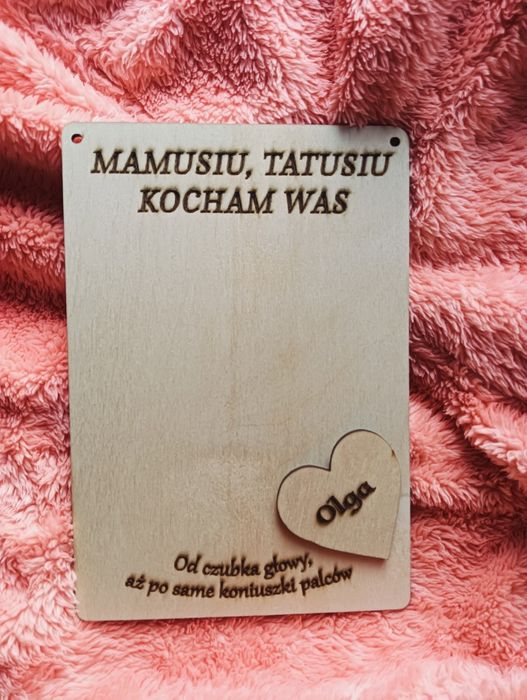 MAMUSIU, TATUSIU
KOCHAM WAS
Olga
Od czubka głowy,
aż po same koniuszki palców